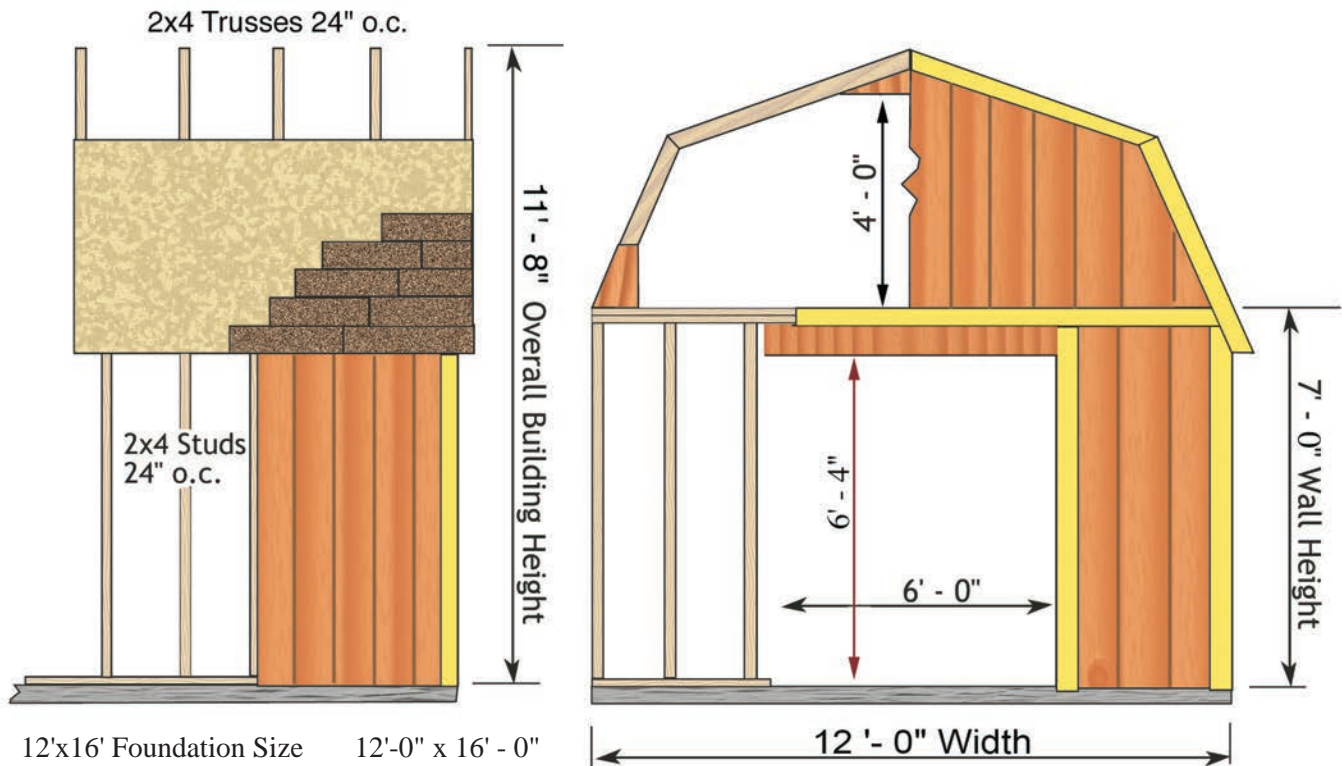 2x4 Trusses 24" o.c.
11' - 8" Overall Building Height
2x4 Studs
24" o.c.
4' - 0"
6' - 4"
6' - 0"
7' - 0" Wall Height
12'x16' Foundation Size 12'-0" x 16' - 0"
12 '- 0" Width